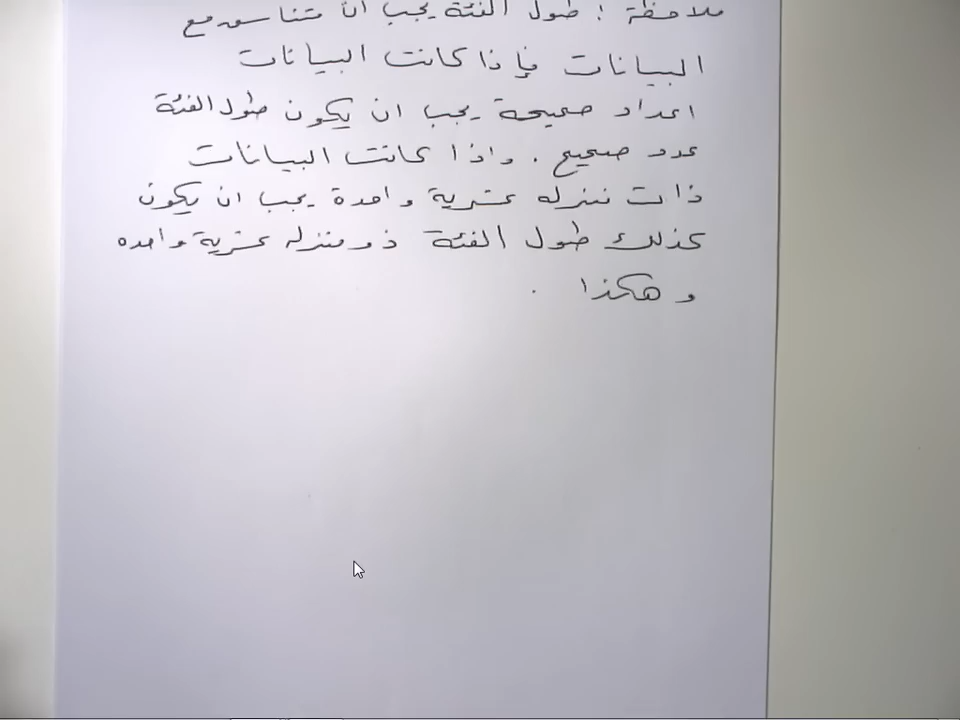 ملاحظة : طول الفئة يجب ان متناسق مع
البيانات فإذا كانت البيانات
اعداد صحيحة يجب ان يكون طول الفئة
عدد صحيح . واذا كانت البيانات
ذات منزله عشرية واحدة يجب ان يكون
كذلك طول الفئة ذو منزله عشرية واحده
و هكذا .